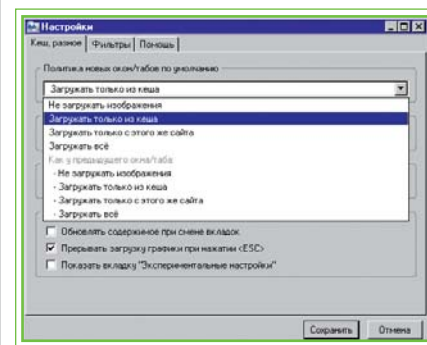 Настройки
Кеш, разное Фильтры Помощь
Политика новых окон/табов по умолчанию
Загружать только из кеша
Не загружать изображения
Загружать только из кеша
Загружать только с этого же сайта
Загружать всё
Как у предыдущего окна/таба:
- Не загружать изображения
- Загружать только из кеша
- Загружать только с этого же сайта
- Загружать всё
Обновлять содержимое при смене вкладок
Прерывать загрузку графики при нажатии <ESC>
Показать вкладку "Экспериментальные настройки"
Сохранить Отмена